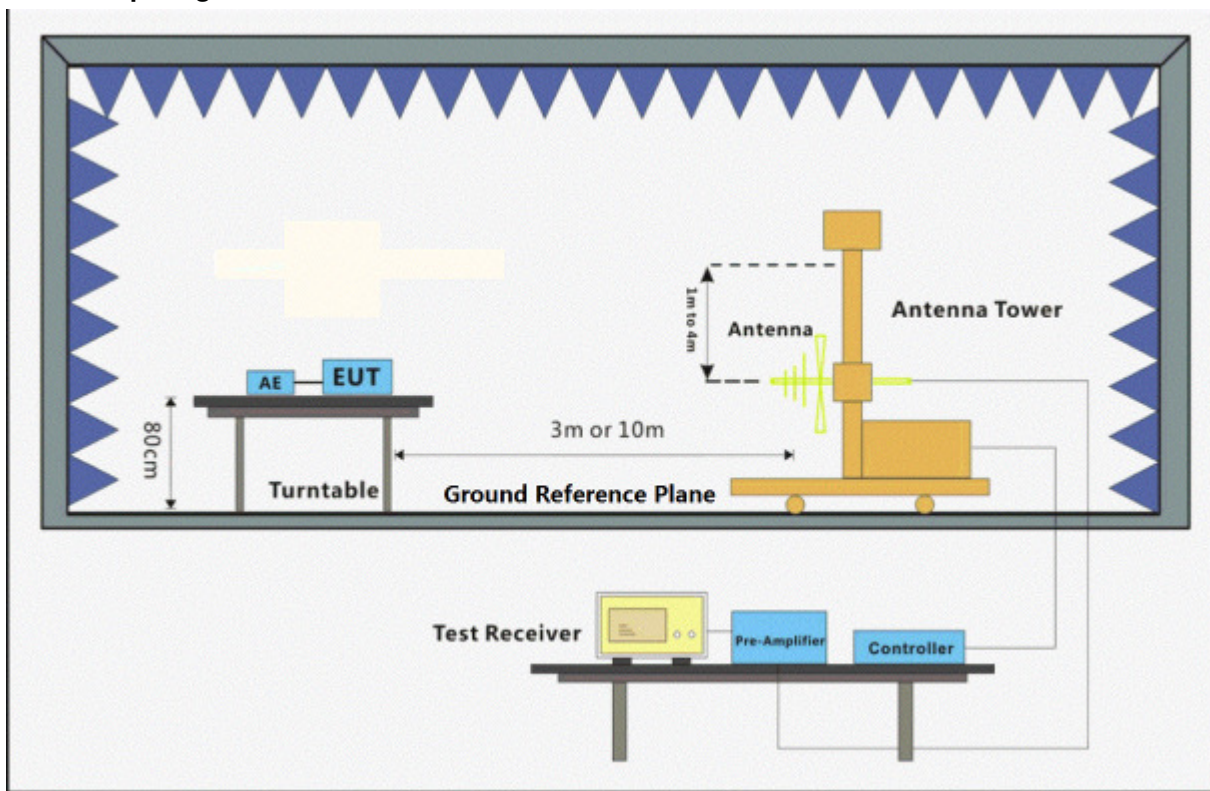 1m to 4m
Antenna
Antenna Tower
AE
EUT
80cm
3m or 10m
Turntable
Ground Reference Plane
Test Receiver
Pre-Amplifier
Controller